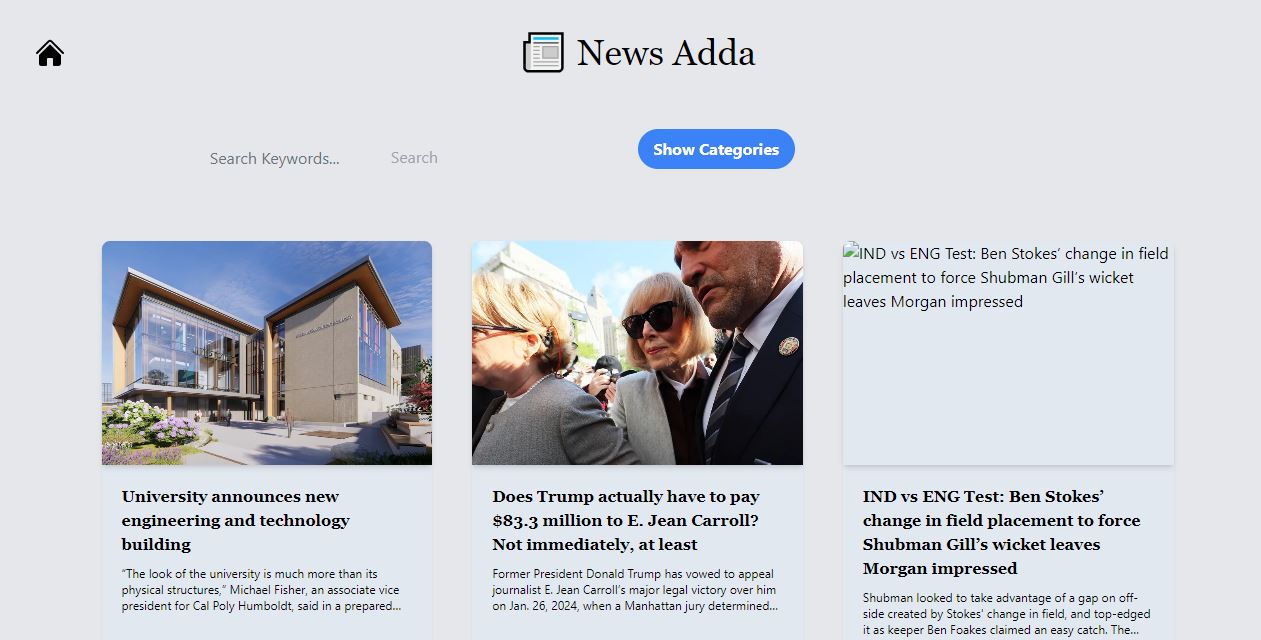 News Adda
Search Keywords...
Search
Show Categories
IND vs ENG Test: Ben Stokes’ change in field
placement to force Shubman Gill’s wicket
leaves Morgan impressed
University announces new
engineering and technology
building
“The look of the university is much more than its
physical structures,” Michael Fisher, an associate vice
president for Cal Poly Humboldt, said in a prepared...
Does Trump actually have to pay
$83.3 million to E. Jean Carroll?
Not immediately, at least
Former President Donald Trump has vowed to appeal
journalist E. Jean Carroll’s major legal victory over him
on Jan. 26, 2024, when a Manhattan jury determined...
IND vs ENG Test: Ben Stokes’
change in field placement to force
Shubman Gill’s wicket leaves
Morgan impressed
Shubman looked to take advantage of a gap on off-
side created by Stokes’ change in field, and top-edged
it as keeper Ben Foakes claimed an easy catch. The...